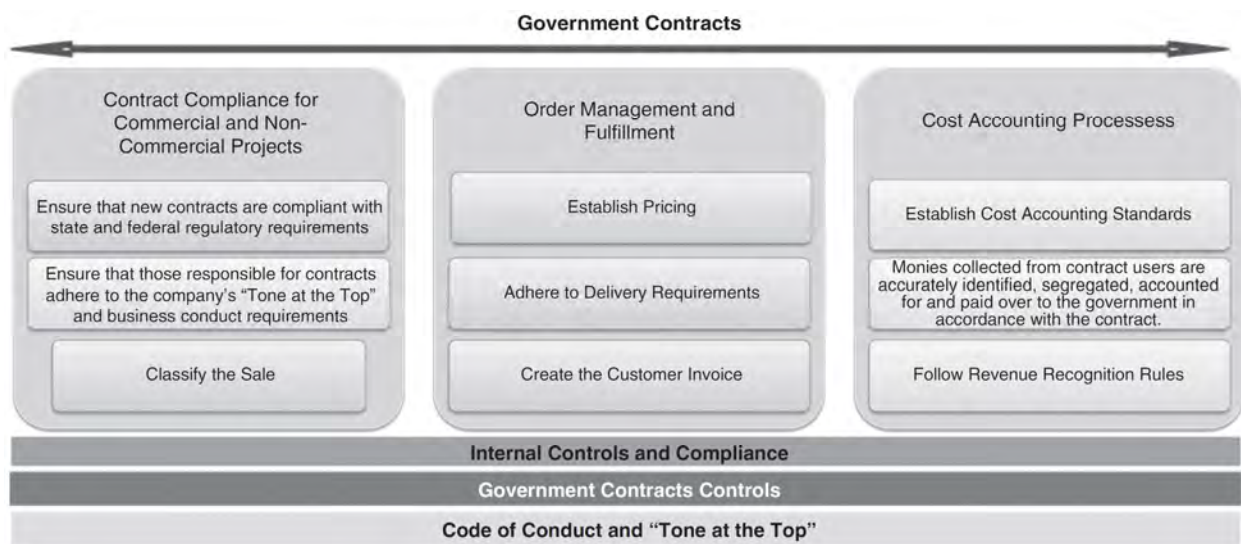 Government Contracts
Contract Compliance for
Commercial and Non-
Commercial Projects
Ensure that new contracts are compliant with
state and federal regulatory requirements
Ensure that those responsible for contracts
adhere to the company's “Tone at the Top”
and business conduct requirements
Classify the Sale
Order Management and
Fulfillment
Establish Pricing
Adhere to Delivery Requirements
Create the Customer Invoice
Cost Accounting Processess
Establish Cost Accounting Standards
Monies collected from contract users are
accurately identified, segregated, accounted
for and paid over to the government in
accordance with the contract.
Follow Revenue Recognition Rules
Internal Controls and Compliance
Government Contracts Controls
Code of Conduct and “Tone at the Top”